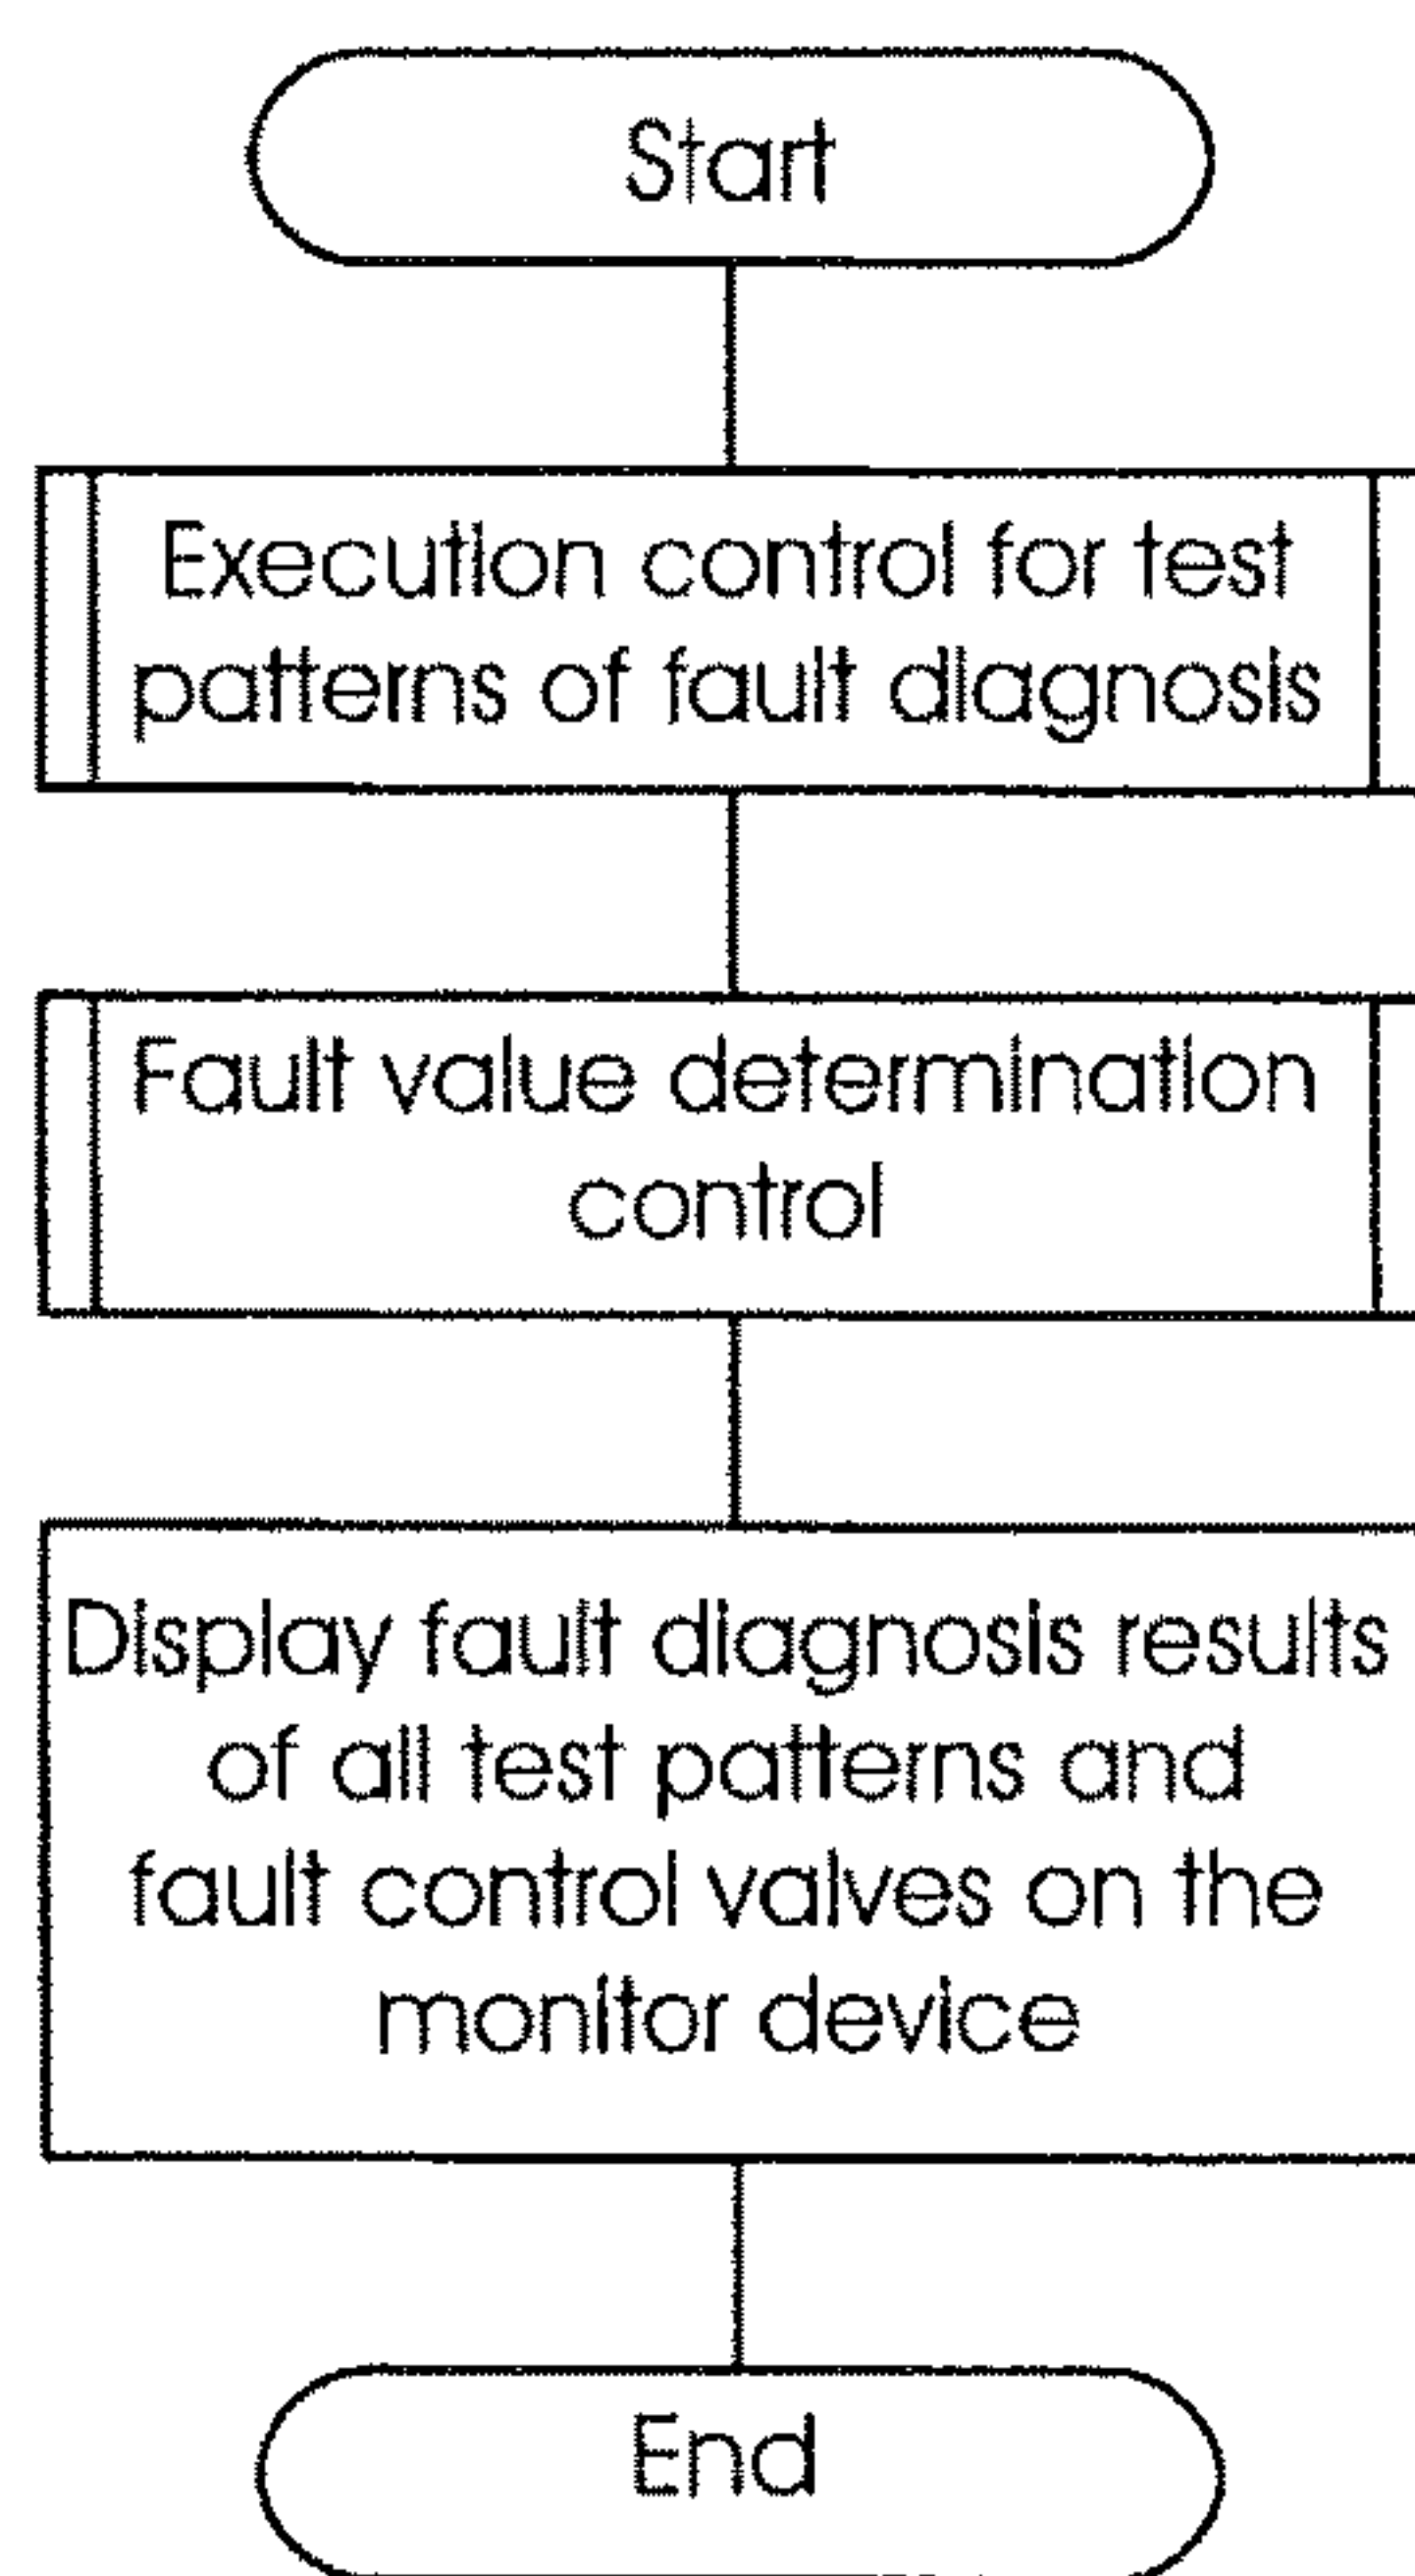 Start
Execution control for test
patterns of fault diagnosis
Fault value determination
control
Display fault diagnosis results
of all test patterns and
fault control valves on the
monitor device
End